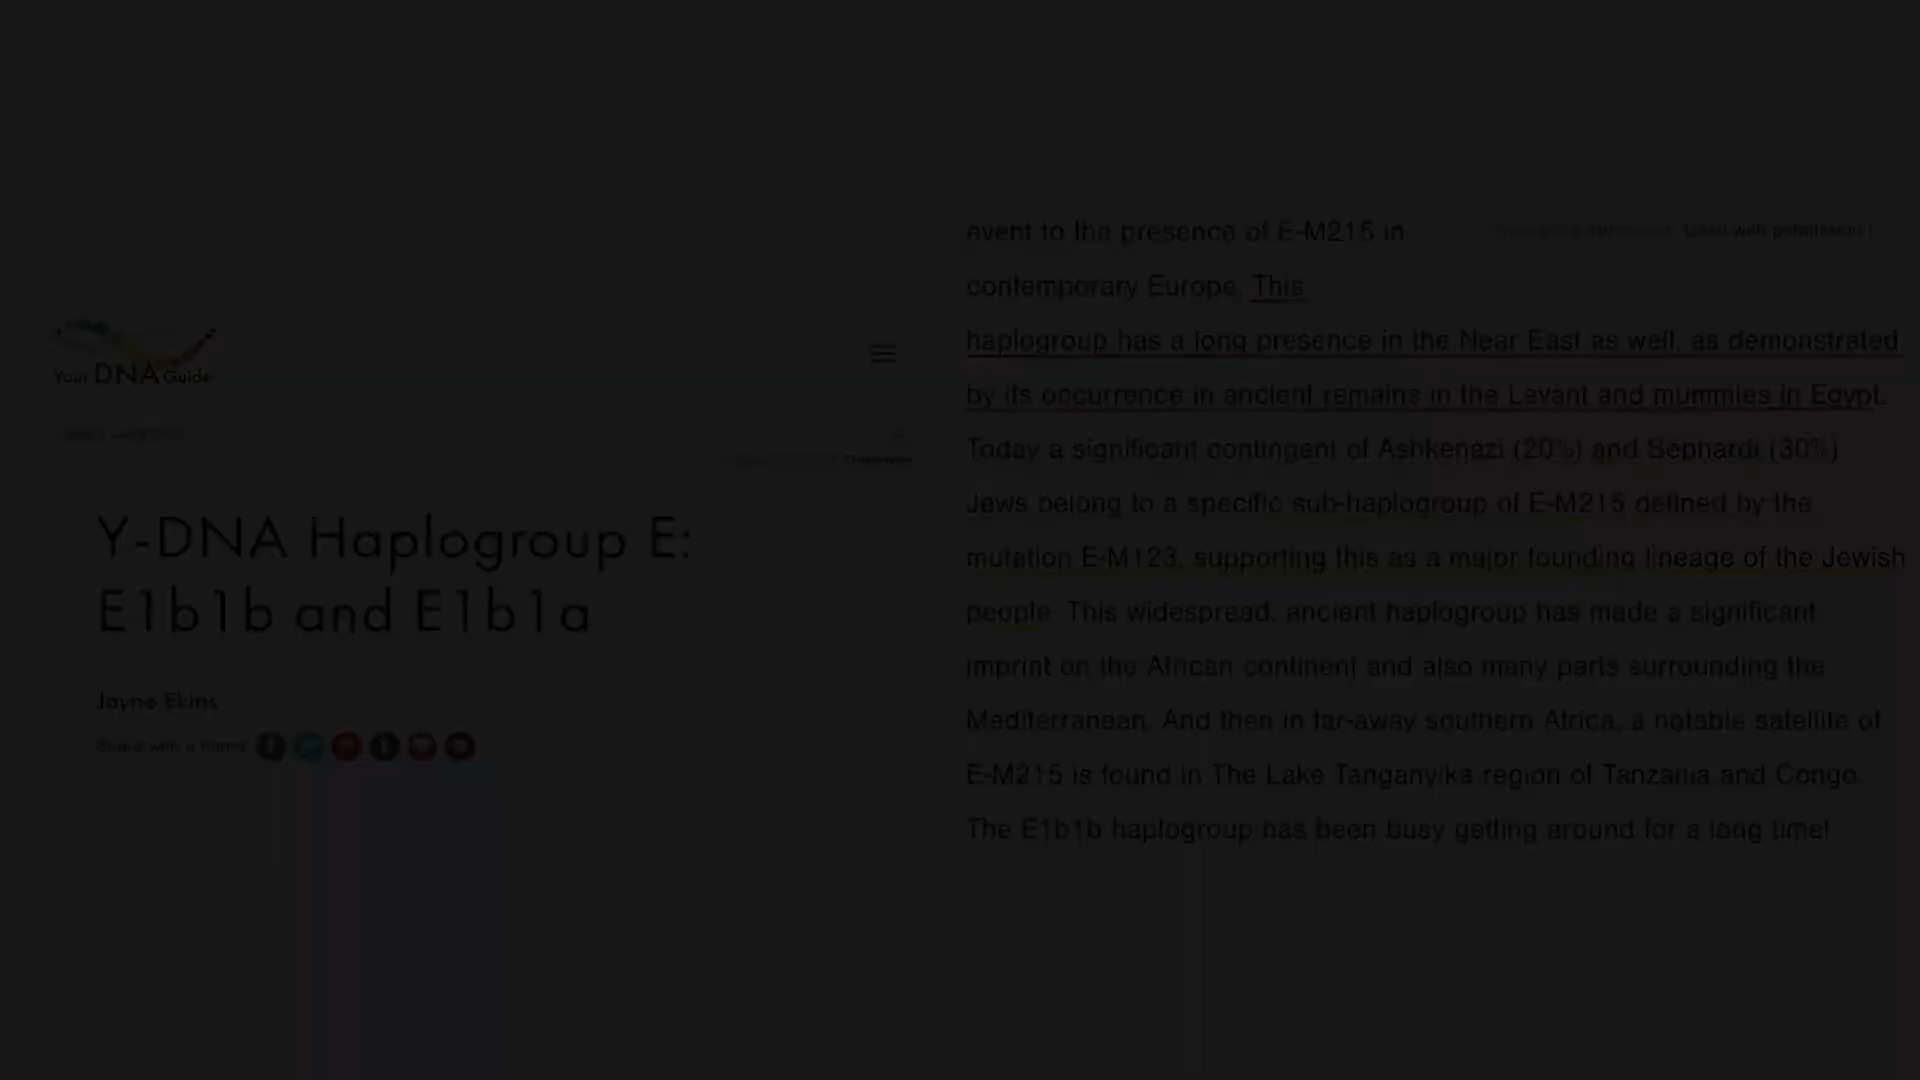 Your DNA Guide
Y-DNA Haplogroup E:
E1b1b and E1b1a
Jayne Ekins
Share with a friend
event to the presence of E-M215 in
contemporary Europe. This
haplogroup has a long presence in the Near East as well, as demonstrated
by its occurrence in ancient remains in the Levant and mummies in Egypt.
Today a significant contingent of Ashkenazi (20%) and Sephardi (30%)
Jews belong to a specific sub-haplogroup of E-M215 defined by the
mutation E-M123, supporting this as a major founding lineage of the Jewish
people. This widespread, ancient haplogroup has made a significant
imprint on the African continent and also many parts surrounding the
Mediterranean. And then in far-away southern Africa, a notable satellite of
E-M215 is found in The Lake Tanganyika region of Tanzania and Congo.
The E1b1b haplogroup has been busy getting around for a long time!
Used with permission.